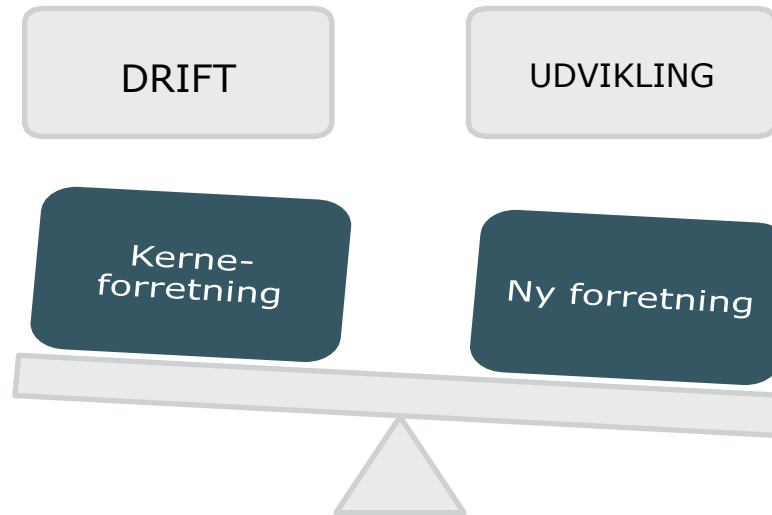 DRIFT
UDVIKLING
Kerne-
forretning
Ny forretning